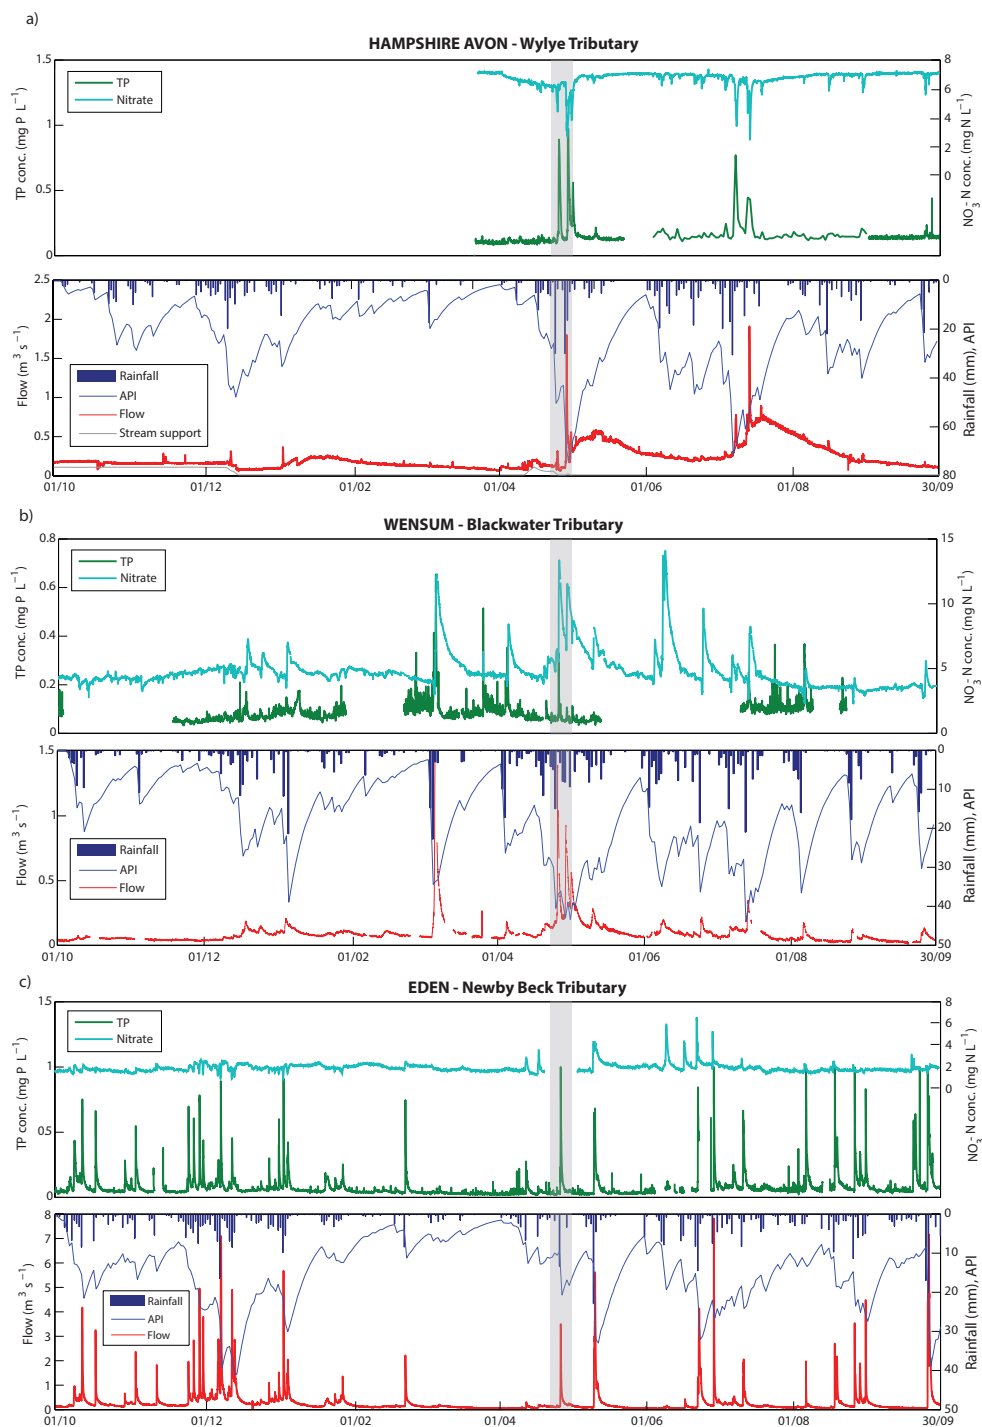 a)
HAMPSHIRE AVON - Wylye Tributary
TP
Nitrate
TP conc. (mg P L⁻¹)
1.5
1
0.5
0
NO₃- N conc. (mg N L⁻¹)
8
6
4
2
0
Flow (m³ s⁻¹)
2.5
2
1.5
1
0.5
0
Rainfall
API
Flow
Stream support
Rainfall (mm), API
0
20
40
60
80
01/10 01/12 01/02 01/04 01/06 01/08 30/09
b)
WENSUM - Blackwater Tributary
TP
Nitrate
TP conc. (mg P L⁻¹)
0.8
0.6
0.4
0.2
0
NO₃- N conc. (mg N L⁻¹)
15
10
5
0
01/10 01/12 01/02 01/04 01/06 01/08 30/09
Flow (m³ s⁻¹)
1.5
1
0.5
0
Rainfall
API
Flow
Rainfall (mm), API
0
10
20
30
40
50
c)
EDEN - Newby Beck Tributary
TP
Nitrate
TP conc. (mg P L⁻¹)
1.5
1
0.5
0
NO₃- N conc. (mg N L⁻¹)
8
6
4
2
0
Flow (m³ s⁻¹)
8
7
6
5
4
3
2
1
0
Rainfall
API
Flow
Rainfall (mm), API
0
10
20
30
40
50
01/10 01/12 01/02 01/04 01/06 01/08 30/09